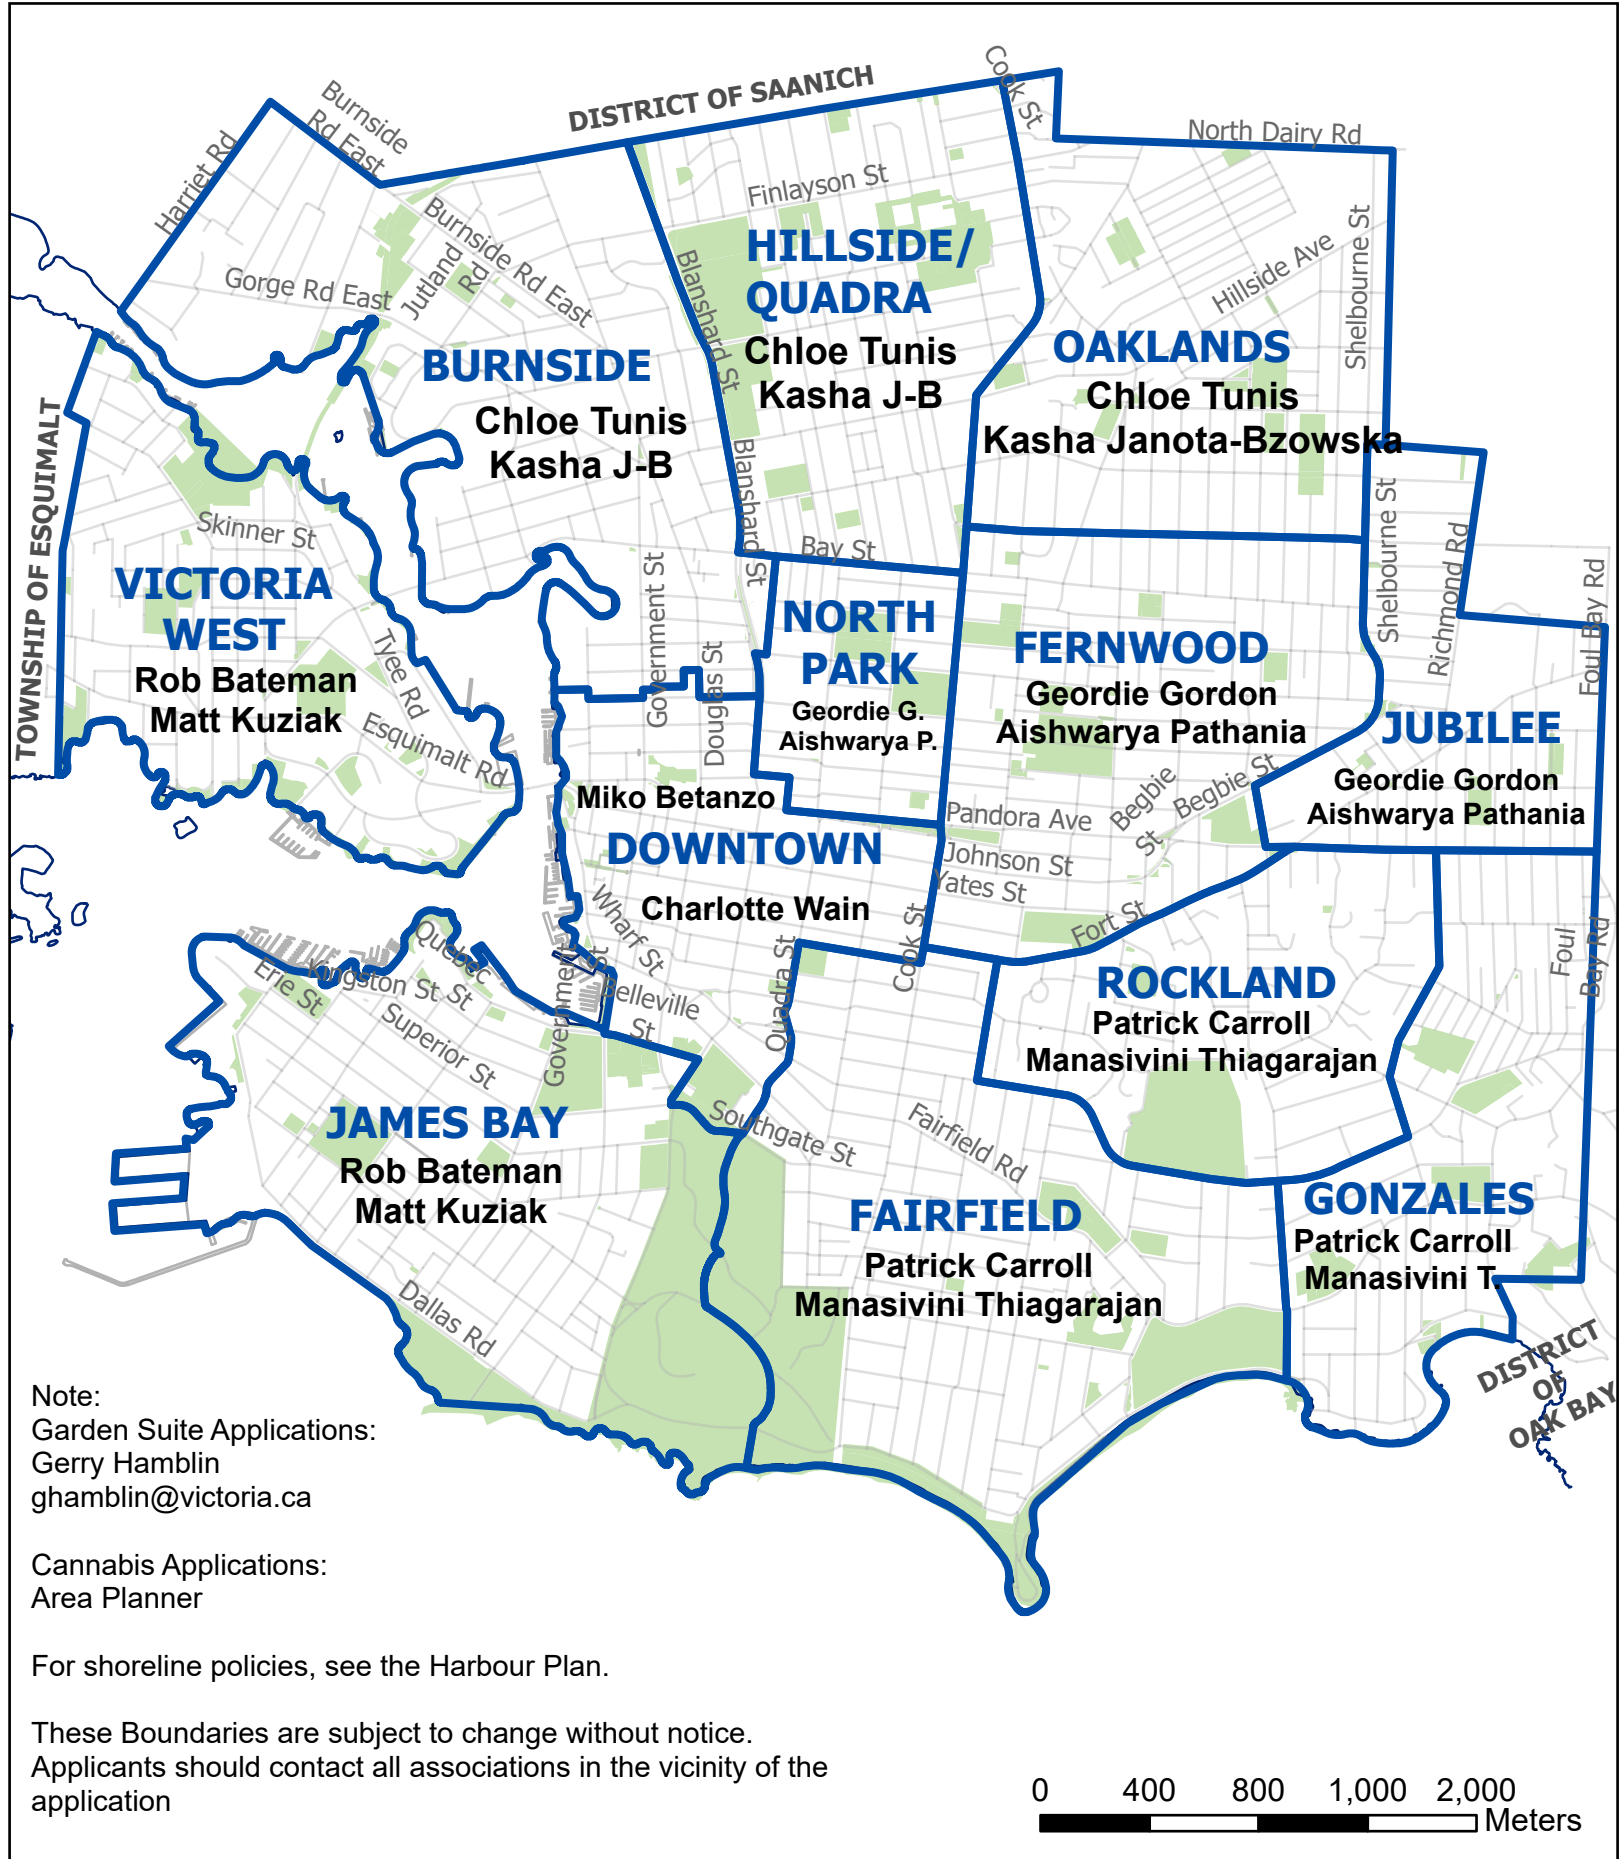 DISTRICT OF SAANICH
Cook St
North Dairy Rd
Burnside
Rd East
Harriet Rd
Finlayson St
Burnside Rd East
Jutland
Rd
Gorge Rd East
Blanshard St
HILLSIDE/
QUADRA
Chloe Tunis
Kasha J-B
Hillside Ave
Shelbourne St
OAKLANDS
Chloe Tunis
Kasha Janota-Bzowska
BURNSIDE
Chloe Tunis
Kasha J-B
TOWNSHIP OF ESQUIMALT
Blanshard St
Shelbourne St
Richmond Rd
Foul Bay Rd
Skinner St
Bay St
VICTORIA
WEST
Rob Bateman
Matt Kuziak
Tyee Rd
Esquimalt Rd
Government St
Douglas St
NORTH
PARK
Geordie G.
Aishwarya P.
FERNWOOD
Geordie Gordon
Aishwarya Pathania
JUBILEE
Geordie Gordon
Aishwarya Pathania
Begbie
St
Begbie St
Miko Betanzo
DOWNTOWN
Charlotte Wain
Pandora Ave
Johnson St
Yates St
Wharf St
Cook St
Fort St
Foul
Bay Rd
Quebec
St
Kingston St
Erie St
Superior St
Government
St
Belleville
St
Quadra St
ROCKLAND
Patrick Carroll
Manasivini Thiagarajan
JAMES BAY
Rob Bateman
Matt Kuziak
Southgate St
Fairfield Rd
FAIRFIELD
Patrick Carroll
Manasivini Thiagarajan
GONZALES
Patrick Carroll
Manasivini T.
Dallas Rd
DISTRICT
OF
OAK BAY
Note:
Garden Suite Applications:
Gerry Hamblin
ghamblin@victoria.ca
Cannabis Applications:
Area Planner
For shoreline policies, see the Harbour Plan.
These Boundaries are subject to change without notice.
Applicants should contact all associations in the vicinity of the
application
0 400 800 1,000 2,000
Meters